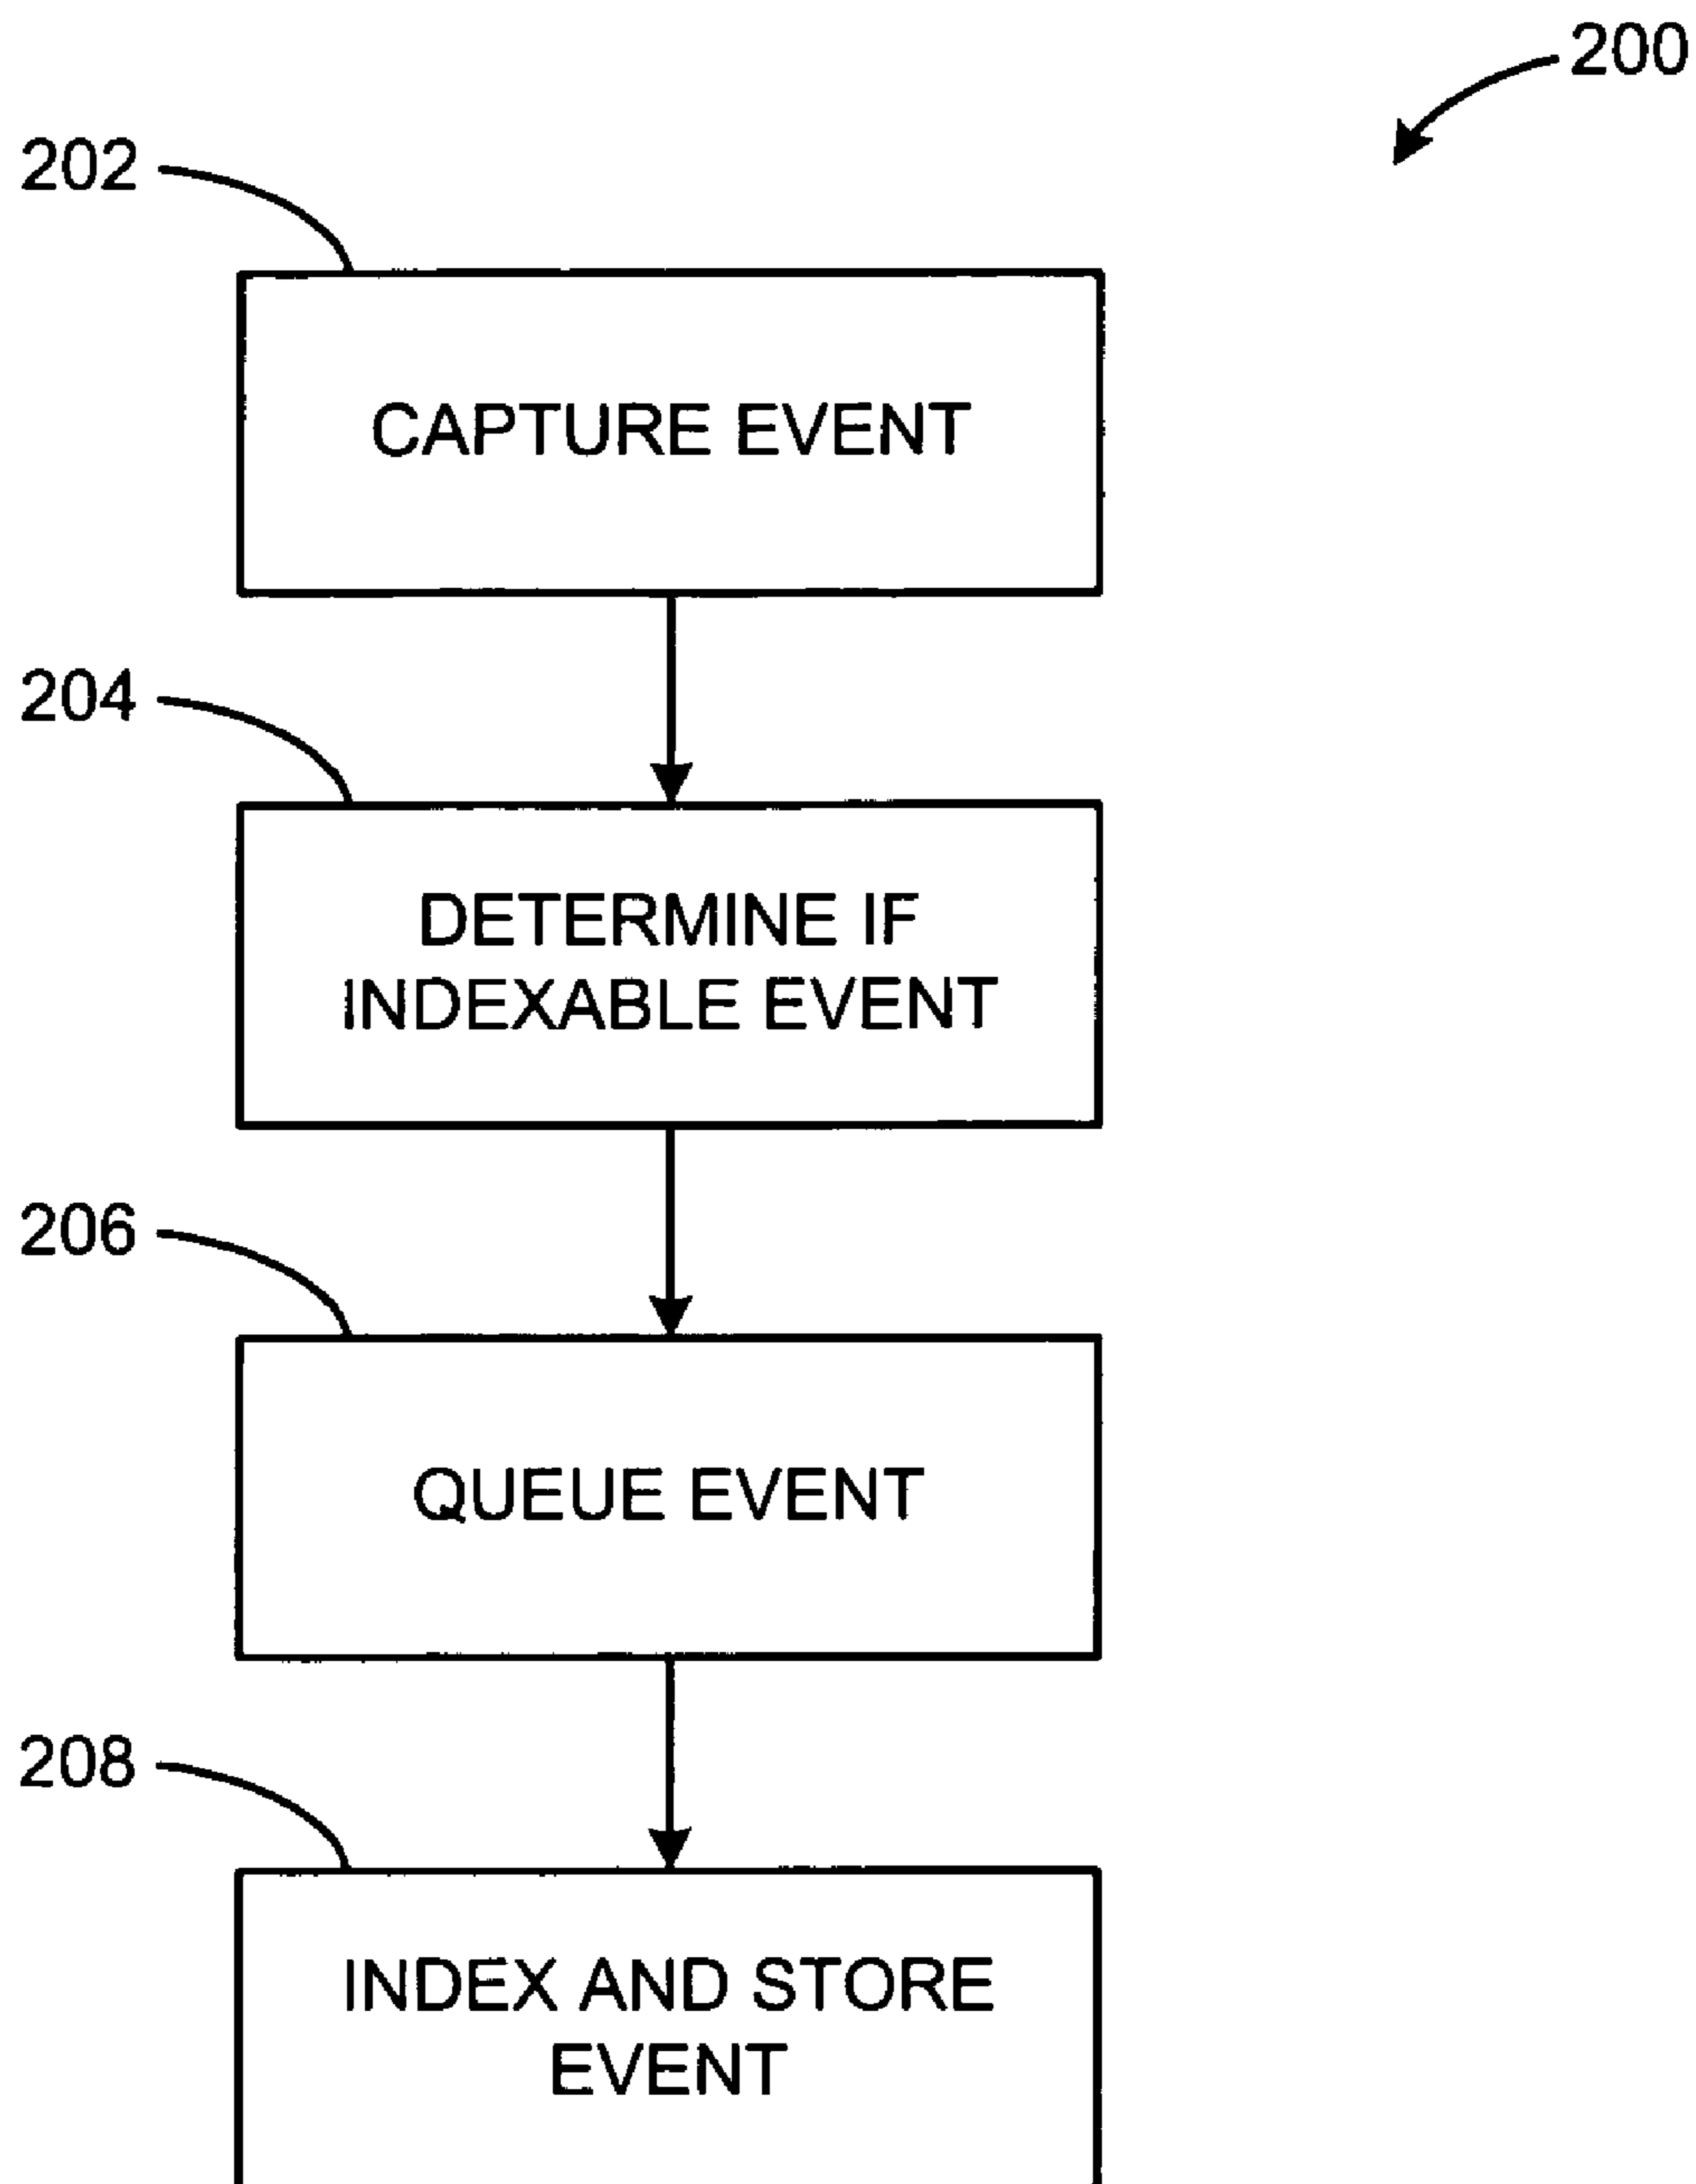 200
202
CAPTURE EVENT
204
DETERMINE IF
INDEXABLE EVENT
206
QUEUE EVENT
208
INDEX AND STORE
EVENT